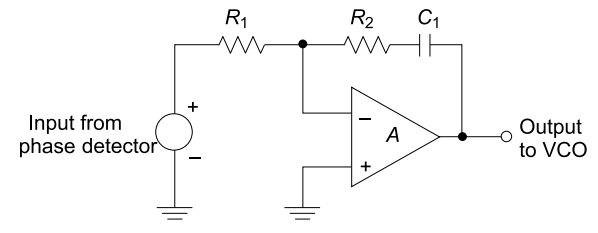 R1
R2
C1
+
Input from
phase detector
−
−
A
+
Output
to VCO